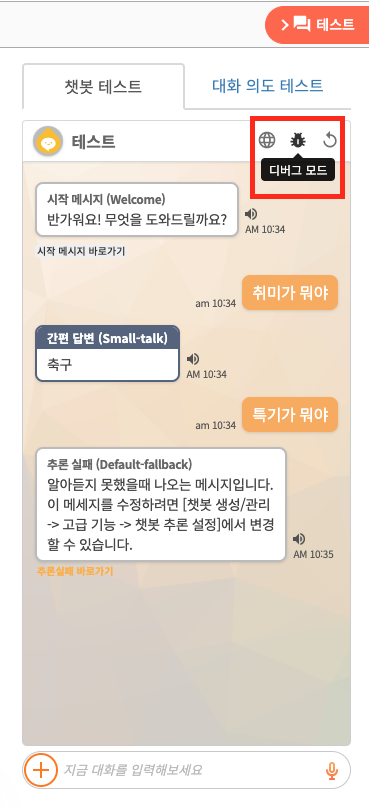 테스트
챗봇 테스트
대화 의도 테스트
테스트
디버그 모드
시작 메시지 (Welcome)
반가워요! 무엇을 도와드릴까요?
AM 10:34
시작 메시지 바로가기
am 10:34
취미가 뭐야
간편 답변 (Small-talk)
축구
AM 10:34
am 10:34
특기가 뭐야
추론 실패 (Default-fallback)
알아듣지 못했을때 나오는 메시지입니다.
이 메세지를 수정하려면 [챗봇 생성/관리
-> 고급 기능 -> 챗봇 추론 설정]에서 변경
할 수 있습니다.
AM 10:35
추론실패 바로가기
지금 대화를 입력해보세요